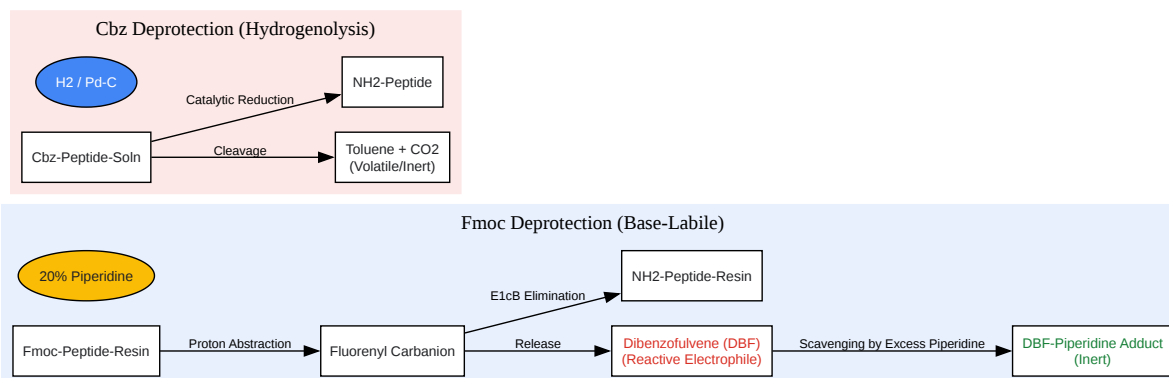 Cbz Deprotection (Hydrogenolysis)
H2 / Pd-C
NH2-Peptide
Catalytic Reduction
Cbz-Peptide-Soln
Cleavage
Toluene + CO2
(Volatile/Inert)
Fmoc Deprotection (Base-Labile)
20% Piperidine
NH2-Peptide-Resin
E1cB Elimination
Fmoc-Peptide-Resin
Proton Abstraction
Fluorenyl Carbanion
Release
Dibenzofulvene (DBF)
(Reactive Electrophile)
Scavenging by Excess Piperidine
DBF-Piperidine Adduct
(Inert)